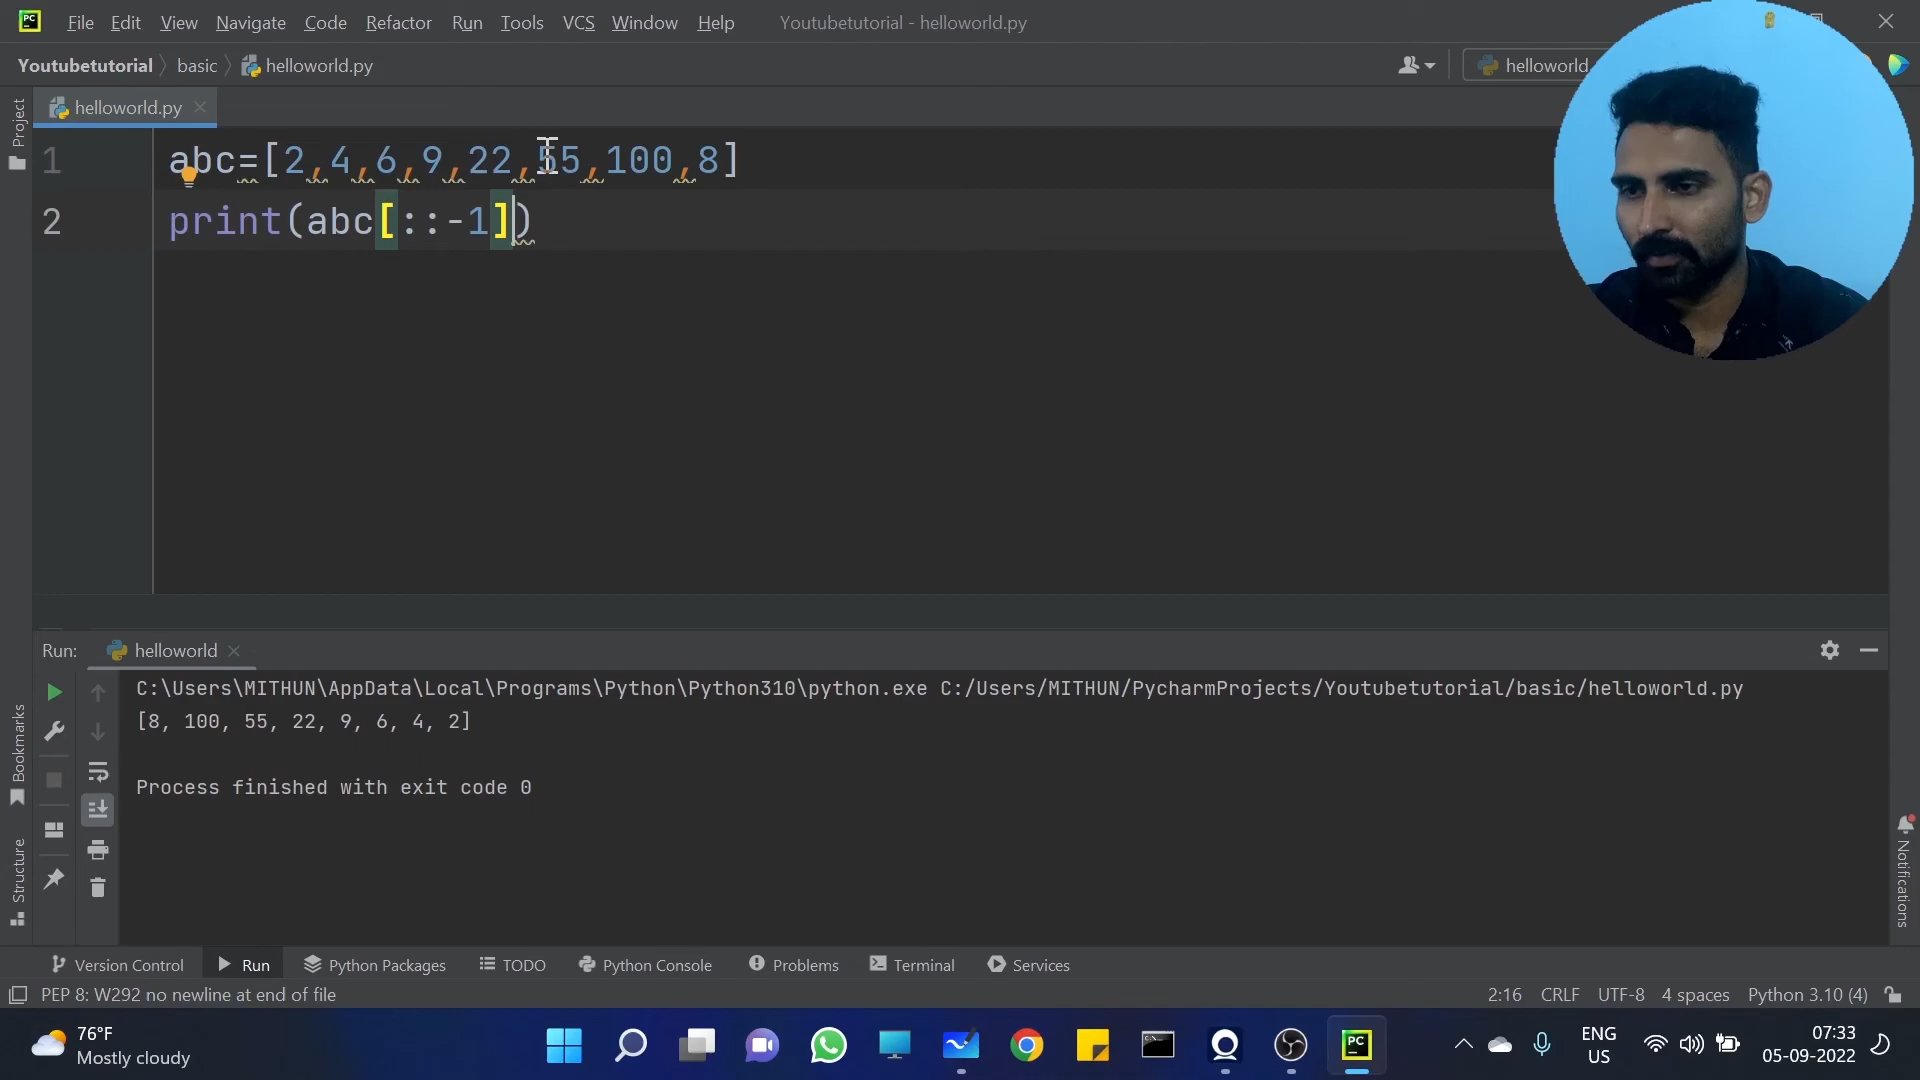 PC File Edit View Navigate Code Refactor Run Tools VCS Window Help Youtubetutorial - helloworld.py
Youtubetutorial basic helloworld.py helloworld
Project
helloworld.py
1 abc=[2,4,6,9,22,55,100,8]
2 print(abc[::-1])
Run: helloworld
C:\Users\MITHUN\AppData\Local\Programs\Python\Python310\python.exe C:/Users/MITHUN/PycharmProjects/Youtubetutorial/basic/helloworld.py
[8, 100, 55, 22, 9, 6, 4, 2]
Process finished with exit code 0
Bookmarks
Structure
Notifications
Version Control Run Python Packages TODO Python Console Problems Terminal Services
PEP 8: W292 no newline at end of file 2:16 CRLF UTF-8 4 spaces Python 3.10 (4)
76°F
Mostly cloudy
PC
ENG
US
07:33
05-09-2022